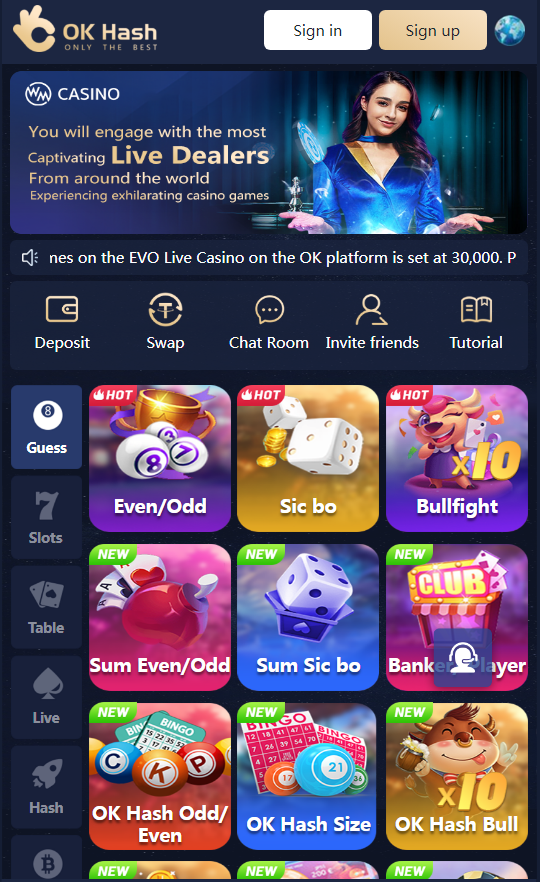 OK Hash
ONLY THE BEST
Sign in
Sign up
WM CASINO
You will engage with the most
Captivating Live Dealers
From around the world
Experiencing exhilarating casino games
nes on the EVO Live Casino on the OK platform is set at 30,000. P
Deposit
Swap
Chat Room
Invite friends
Tutorial
8
Guess
HOT
8 3 7
Even/Odd
HOT
Sic bo
HOT
x10
Bullfight
7
Slots
NEW
A A
Sum Even/Odd
NEW
Sum Sic bo
NEW
CLUB
Banker Player
Table
Live
NEW
BINGO
C K P
OK Hash Odd/
Even
NEW
BINGO
17 21 36
OK Hash Size
NEW
x10
OK Hash Bull
Hash
NEW
NEW
NEW